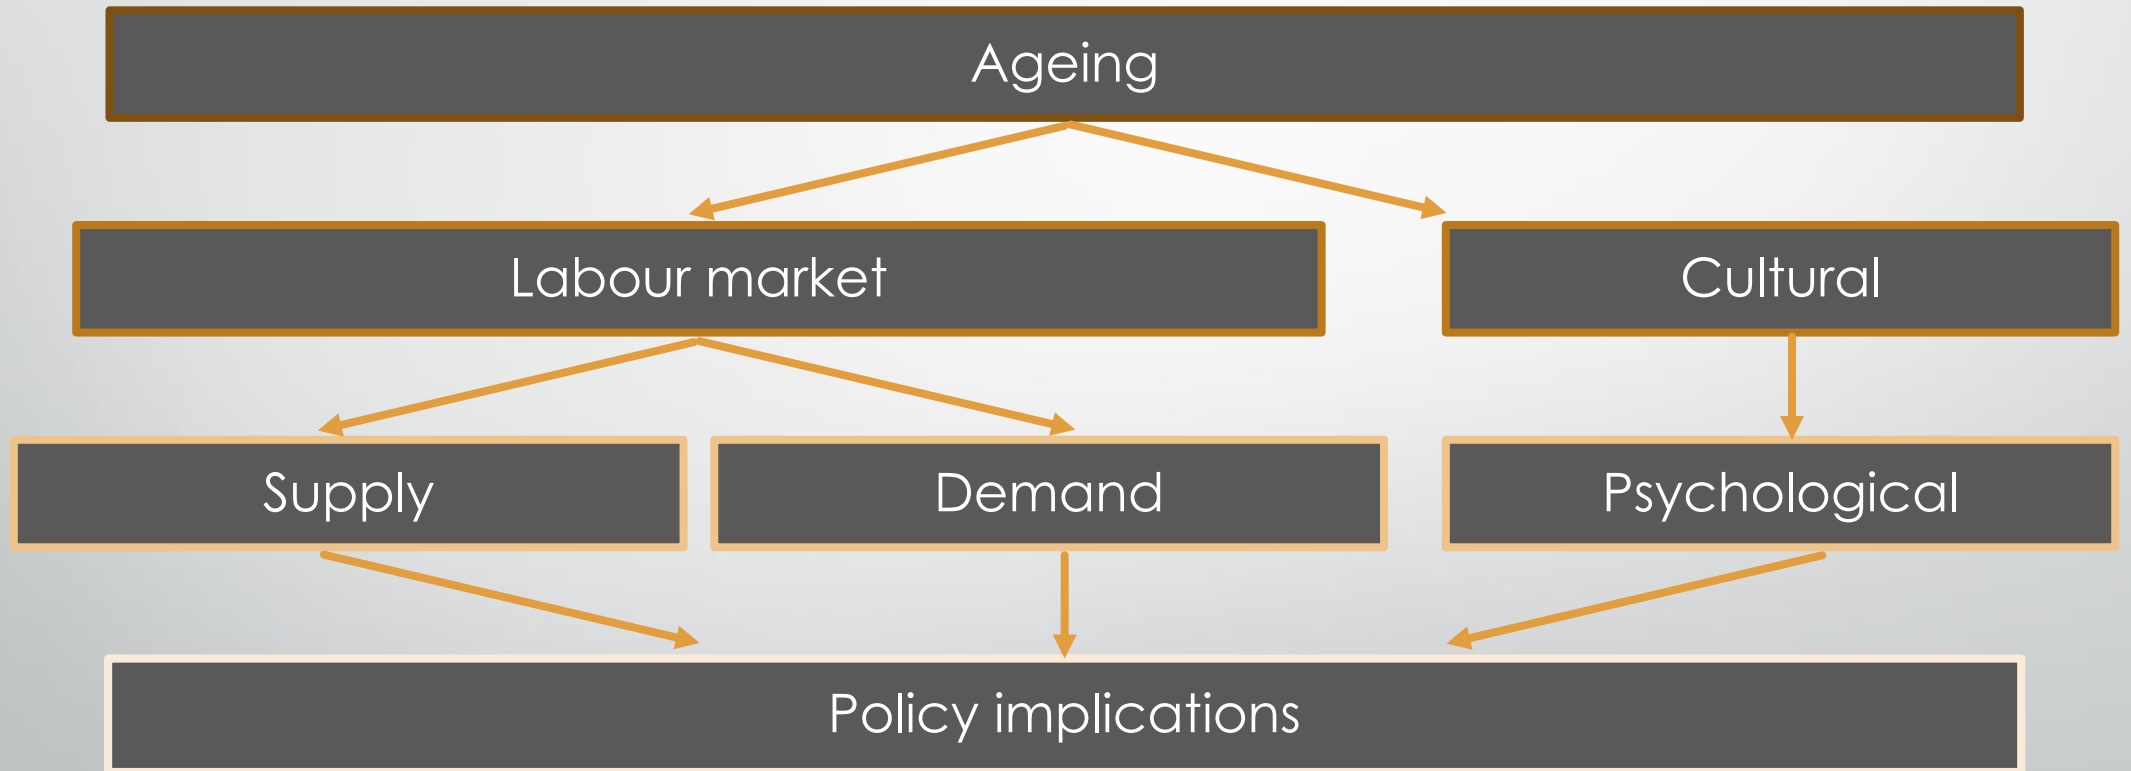 Ageing
Labour market
Cultural
Supply
Demand
Psychological
Policy implications